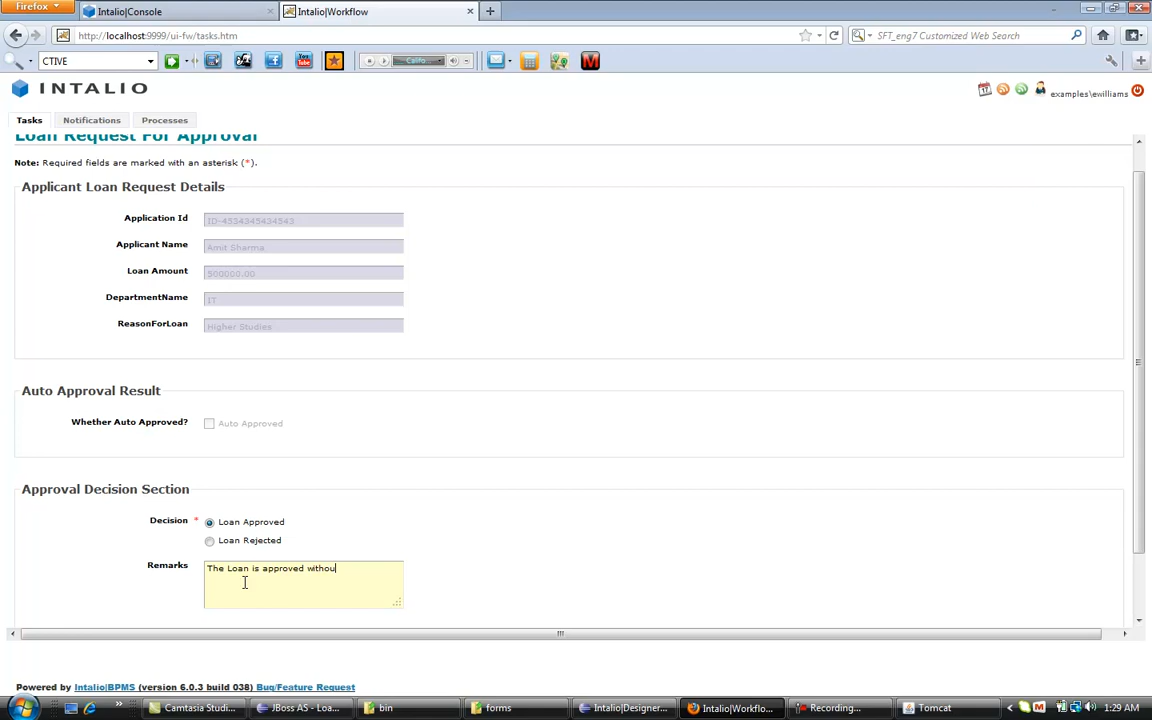 Firefox
Intalio|Console
Intalio|Workflow
http://localhost:9999/ui-fw/tasks.htm
SFT_eng7 Customized Web Search
CTIVE
You Tube
Califo...
M
INTALIO
17
examples\ewilliams
Tasks
Notifications
Processes
Loan Request For Approval
Note: Required fields are marked with an asterisk (*).
Applicant Loan Request Details
Application Id
ID-4534345434543
Applicant Name
Amit Sharma
Loan Amount
500000.00
DepartmentName
IT
ReasonForLoan
Higher Studies
Auto Approval Result
Whether Auto Approved?
Auto Approved
Approval Decision Section
Decision *
Loan Approved
Loan Rejected
Remarks
The Loan is approved withou
Powered by Intalio|BPMS (version 6.0.3 build 038) Bug/Feature Request
Camtasia Studi...
JBoss AS - Loa...
bin
forms
Intalio|Designer...
Intalio|Workflo...
Recording...
Tomcat
1:29 AM